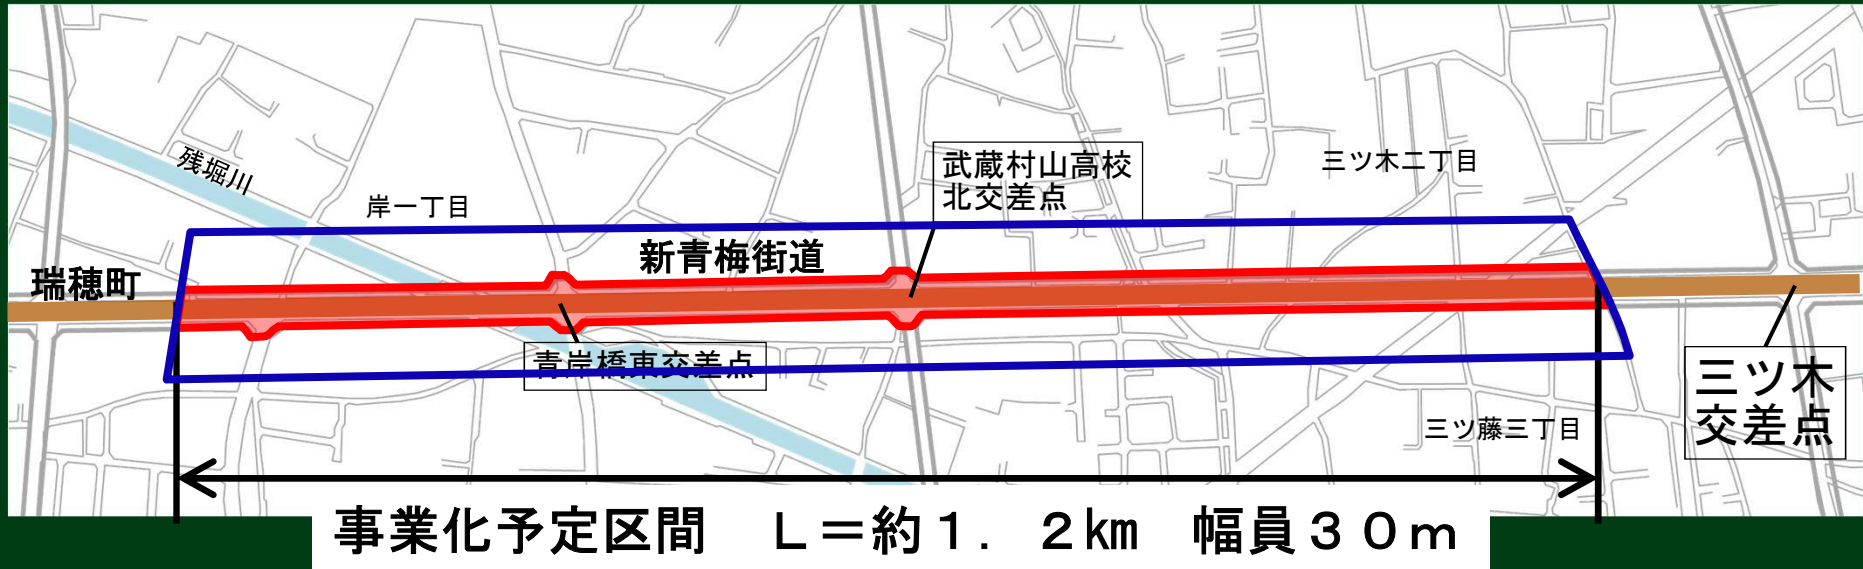 残堀川
岸一丁目
武蔵村山高校
北交差点
三ツ木二丁目
新青梅街道
瑞穂町
青岸橋東交差点
三ツ木
交差点
三ツ藤三丁目
事業化予定区間　Ｌ＝約１．２㎞　幅員３０ｍ